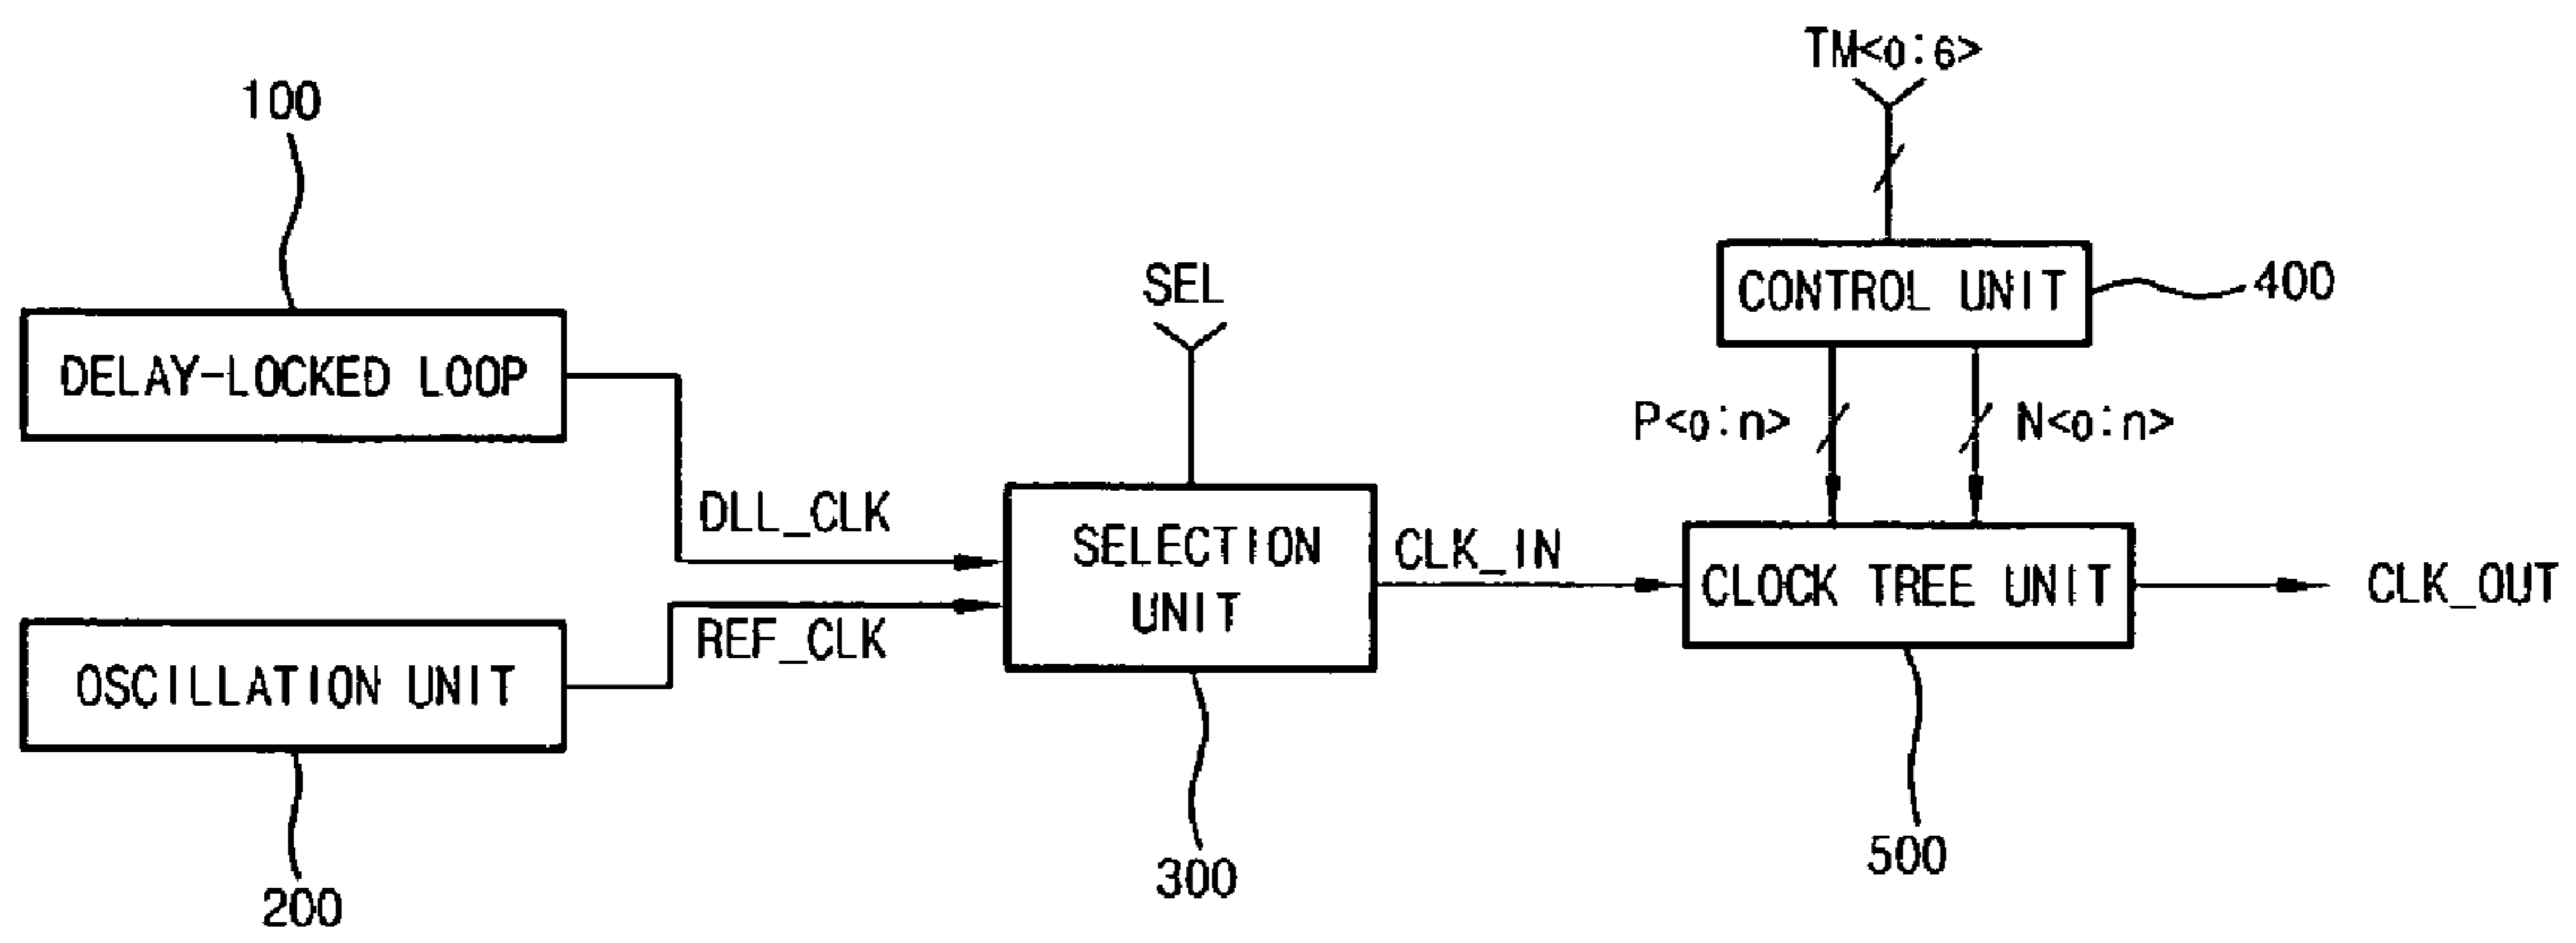 TM<0:6>
100
CONTROL UNIT
400
SEL
DELAY-LOCKED LOOP
P<0:n>
N<0:n>
DLL_CLK
SELECTION
UNIT
CLK_IN
CLOCK TREE UNIT
CLK_OUT
REF_CLK
OSCILLATION UNIT
500
300
200